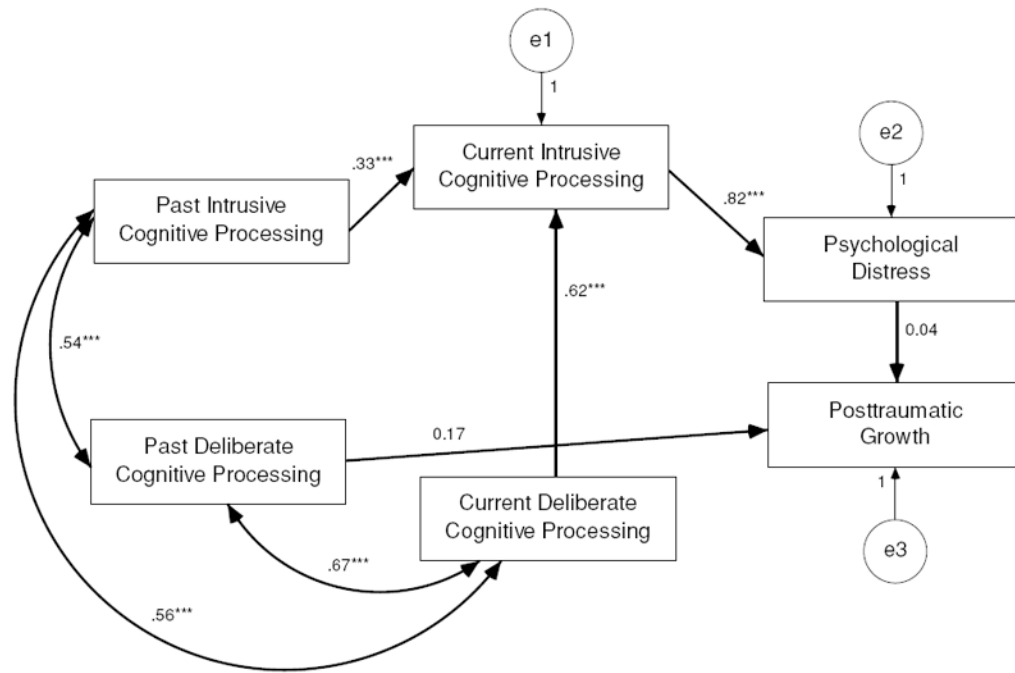 e1
1
Current Intrusive
Cognitive Processing
.33***
Past Intrusive
Cognitive Processing
e2
1
.82***
Psychological
Distress
.62***
.54***
0.04
Posttraumatic
Growth
0.17
Past Deliberate
Cognitive Processing
Current Deliberate
Cognitive Processing
1
e3
.67***
.56***